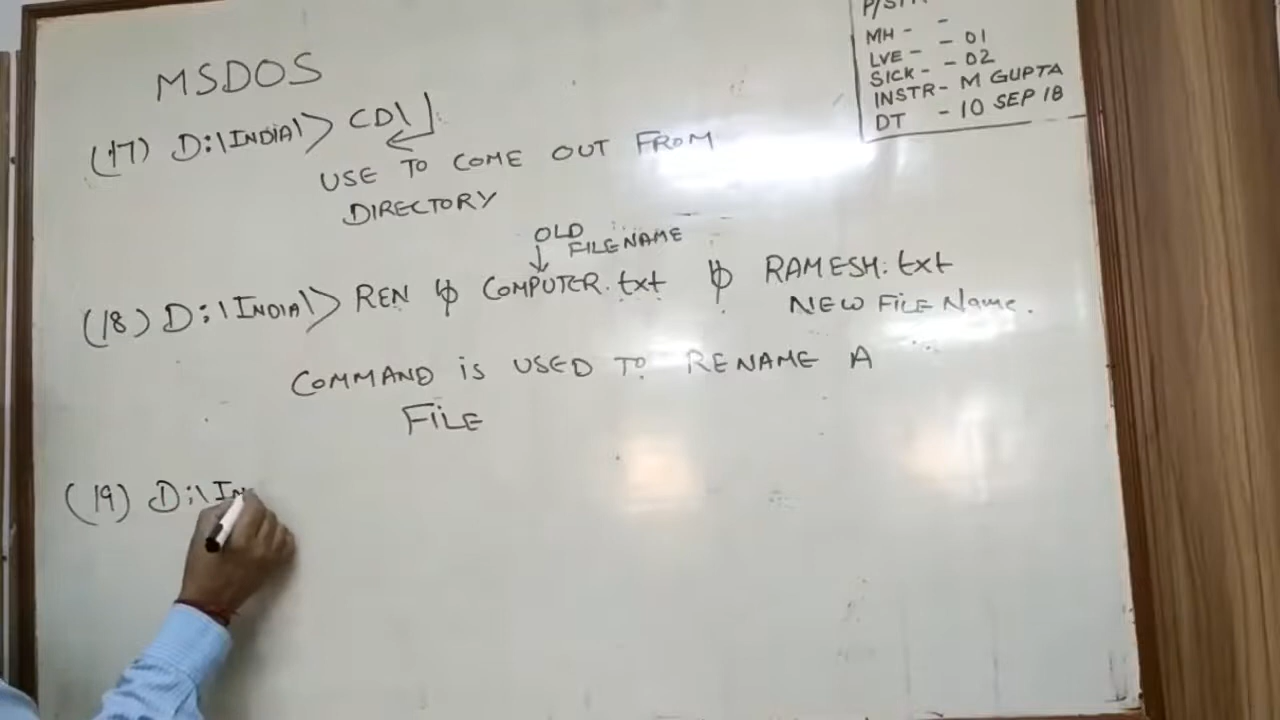 MSDOS
(17) D:\INDIA\> CD\
USE TO COME OUT FROM
DIRECTORY
OLD
FILE NAME
(18) D:\INDIA\> REN ␢ COMPUTER.txt ␢ RAMESH.txt
NEW FILE Name.
COMMAND is USED TO RENAME A
FiLE
(19) D:\IN
MH - -
LVE - - 01
SICK - - 02
INSTR - M GUPTA
DT - 10 SEP 18